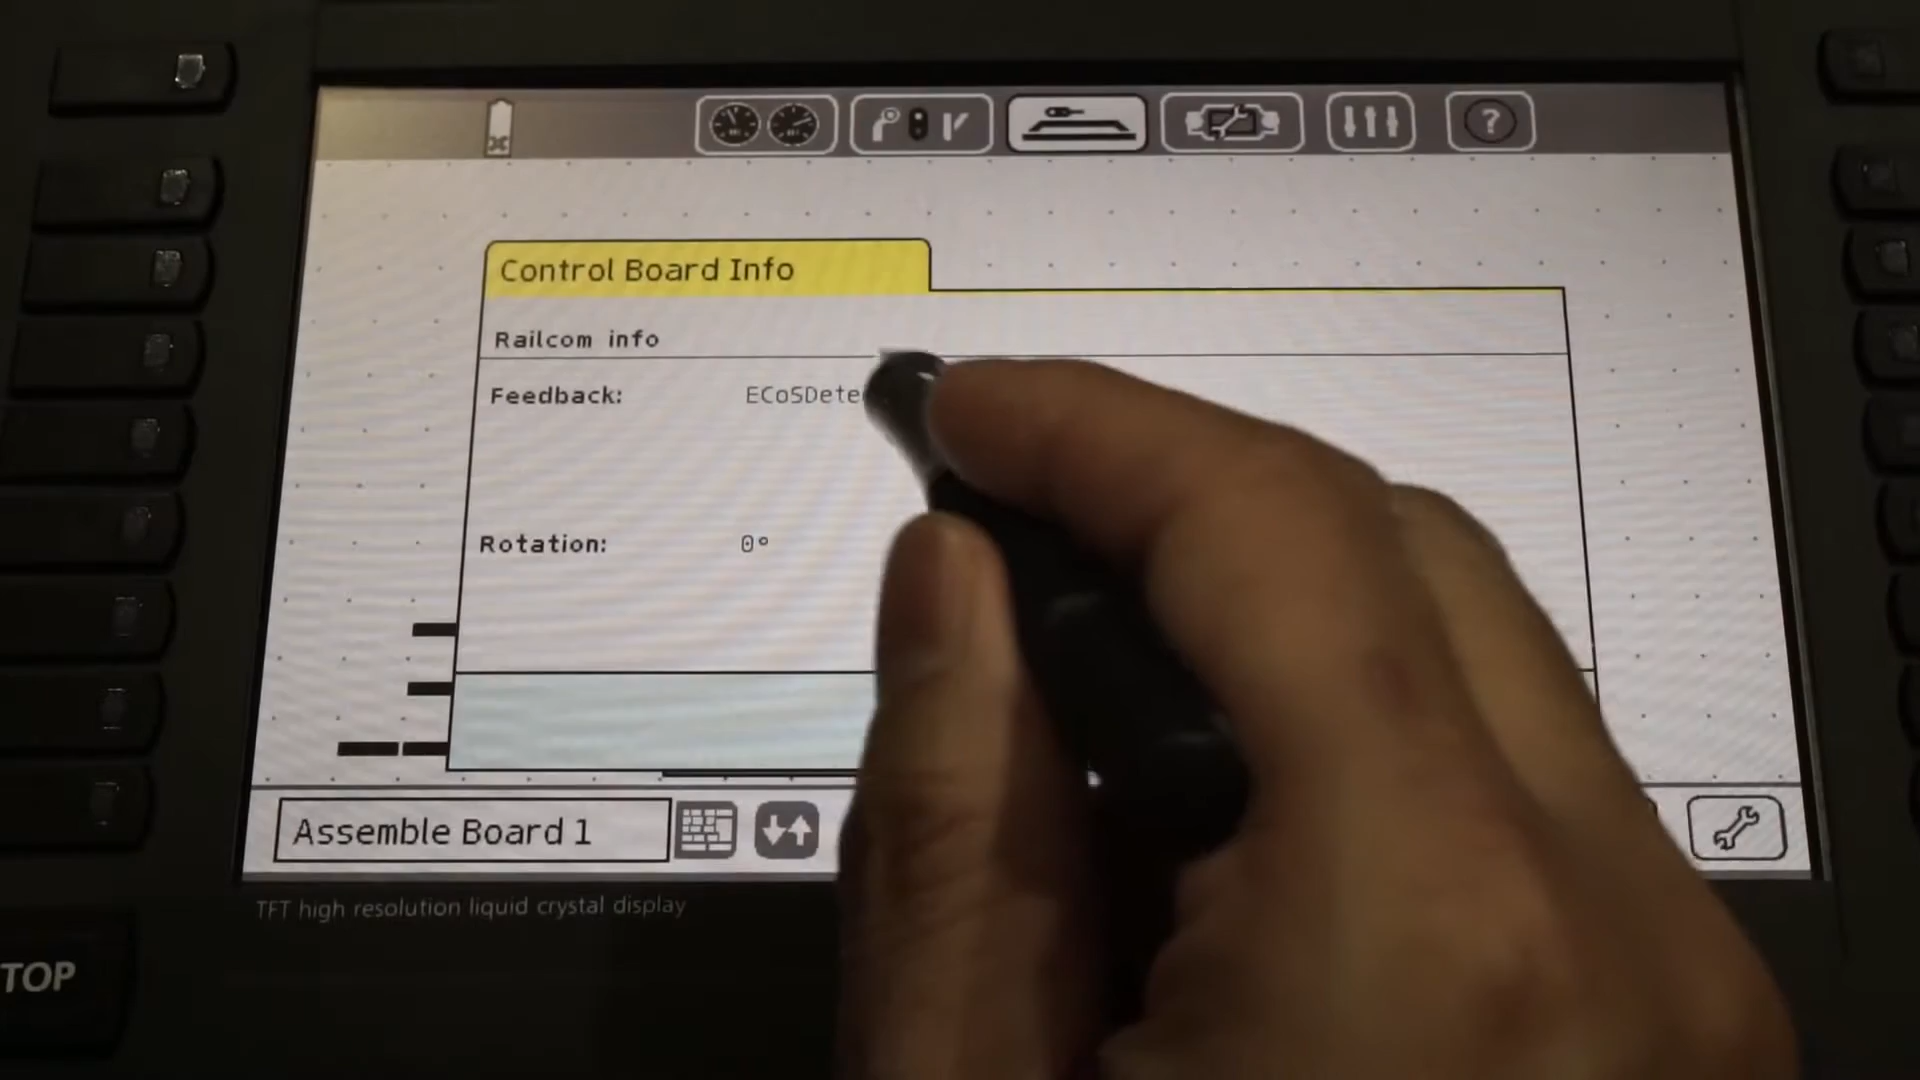 ?
Control Board Info
Railcom info
Feedback:
Rotation: 0°
Assemble Board 1
TFT high resolution liquid crystal display
TOP